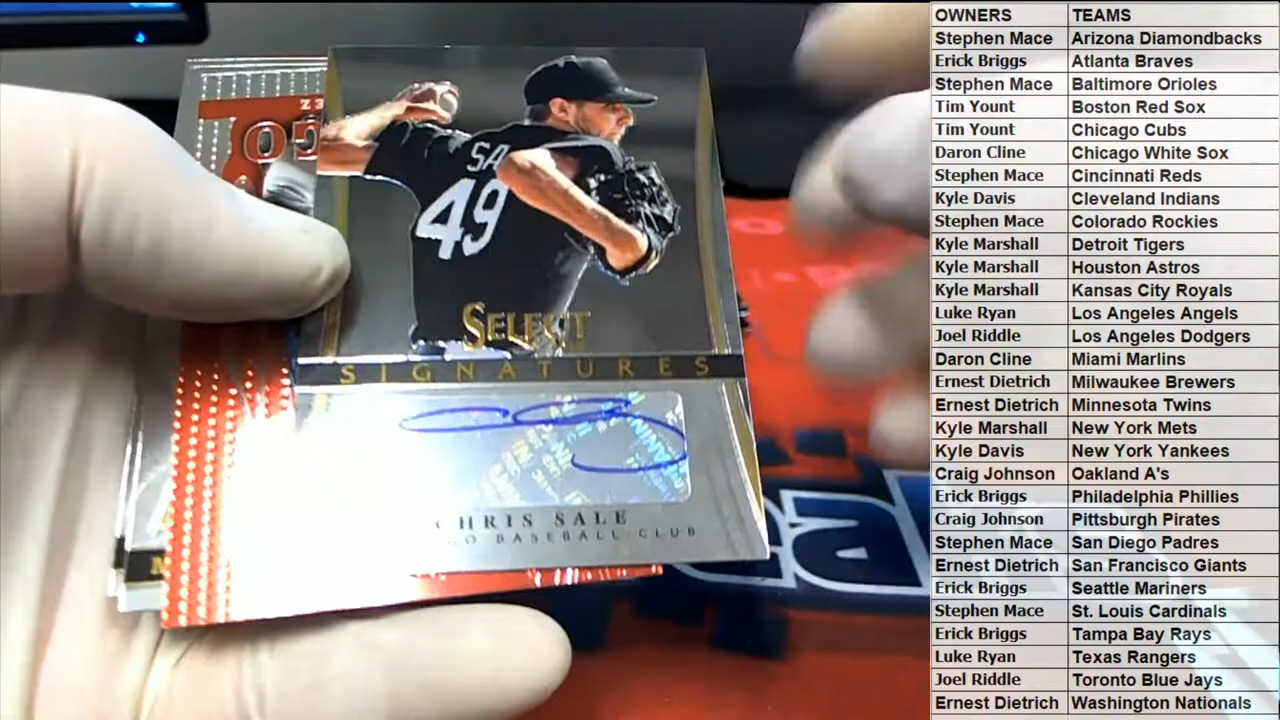 SA
49
SELECT
SIGNATURES
CHRIS SALE
BASEBALL CLUB
OWNERS TEAMS
Stephen Mace Arizona Diamondbacks
Erick Briggs Atlanta Braves
Stephen Mace Baltimore Orioles
Tim Yount Boston Red Sox
Tim Yount Chicago Cubs
Daron Cline Chicago White Sox
Stephen Mace Cincinnati Reds
Kyle Davis Cleveland Indians
Stephen Mace Colorado Rockies
Kyle Marshall Detroit Tigers
Kyle Marshall Houston Astros
Kyle Marshall Kansas City Royals
Luke Ryan Los Angeles Angels
Joel Riddle Los Angeles Dodgers
Daron Cline Miami Marlins
Ernest Dietrich Milwaukee Brewers
Ernest Dietrich Minnesota Twins
Kyle Marshall New York Mets
Kyle Davis New York Yankees
Craig Johnson Oakland A's
Erick Briggs Philadelphia Phillies
Craig Johnson Pittsburgh Pirates
Stephen Mace San Diego Padres
Ernest Dietrich San Francisco Giants
Erick Briggs Seattle Mariners
Stephen Mace St. Louis Cardinals
Erick Briggs Tampa Bay Rays
Luke Ryan Texas Rangers
Joel Riddle Toronto Blue Jays
Ernest Dietrich Washington Nationals